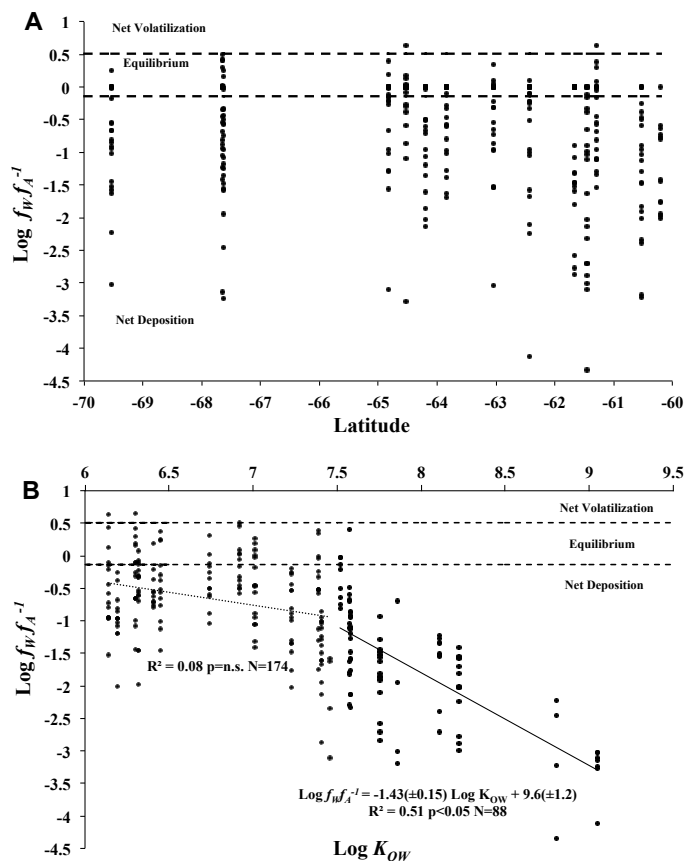 A
Net Volatilization
Equilibrium
Net Deposition
Log f_W f_A^-1
1
0.5
0
-0.5
-1
-1.5
-2
-2.5
-3
-3.5
-4
-4.5
-70 -69 -68 -67 -66 -65 -64 -63 -62 -61 -60
Latitude
B
6 6.5 7 7.5 8 8.5 9 9.5
Net Volatilization
Equilibrium
Net Deposition
Log f_W f_A^-1
1
0.5
0
-0.5
-1
-1.5
-2
-2.5
-3
-3.5
-4
-4.5
R² = 0.08 p=n.s. N=174
Log f_W f_A^-1 = -1.43(±0.15) Log K_OW + 9.6(±1.2)
R² = 0.51 p<0.05 N=88
Log K_OW